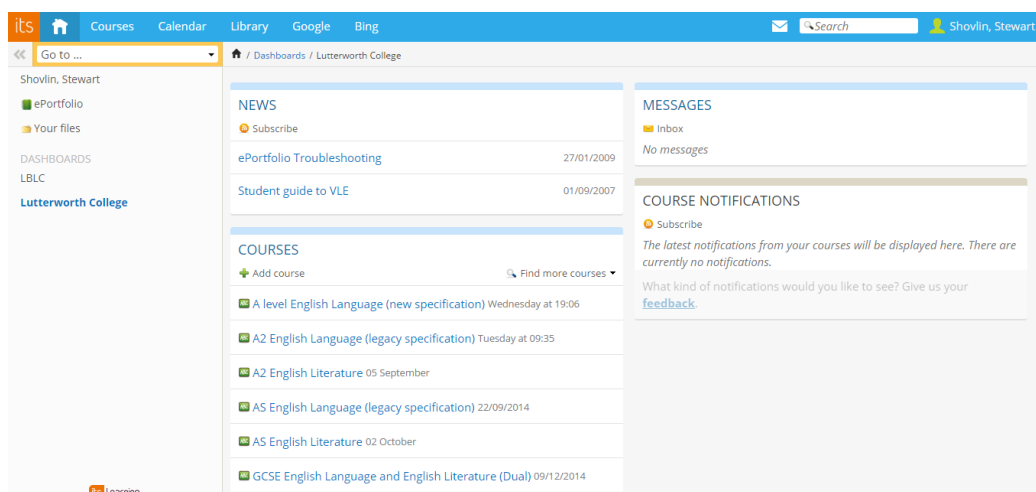 its Courses Calendar Library Google Bing Search Shovlin, Stewart
Go to ...
/ Dashboards / Lutterworth College
Shovlin, Stewart
ePortfolio
Your files
DASHBOARDS
LBLC
Lutterworth College
NEWS
Subscribe
ePortfolio Troubleshooting 27/01/2009
Student guide to VLE 01/09/2007
COURSES
Add course Find more courses
A level English Language (new specification) Wednesday at 19:06
A2 English Language (legacy specification) Tuesday at 09:35
A2 English Literature 05 September
AS English Language (legacy specification) 22/09/2014
AS English Literature 02 October
GCSE English Language and English Literature (Dual) 09/12/2014
MESSAGES
Inbox
No messages
COURSE NOTIFICATIONS
Subscribe
The latest notifications from your courses will be displayed here. There are
currently no notifications.
What kind of notifications would you like to see? Give us your
feedback.
its Learning